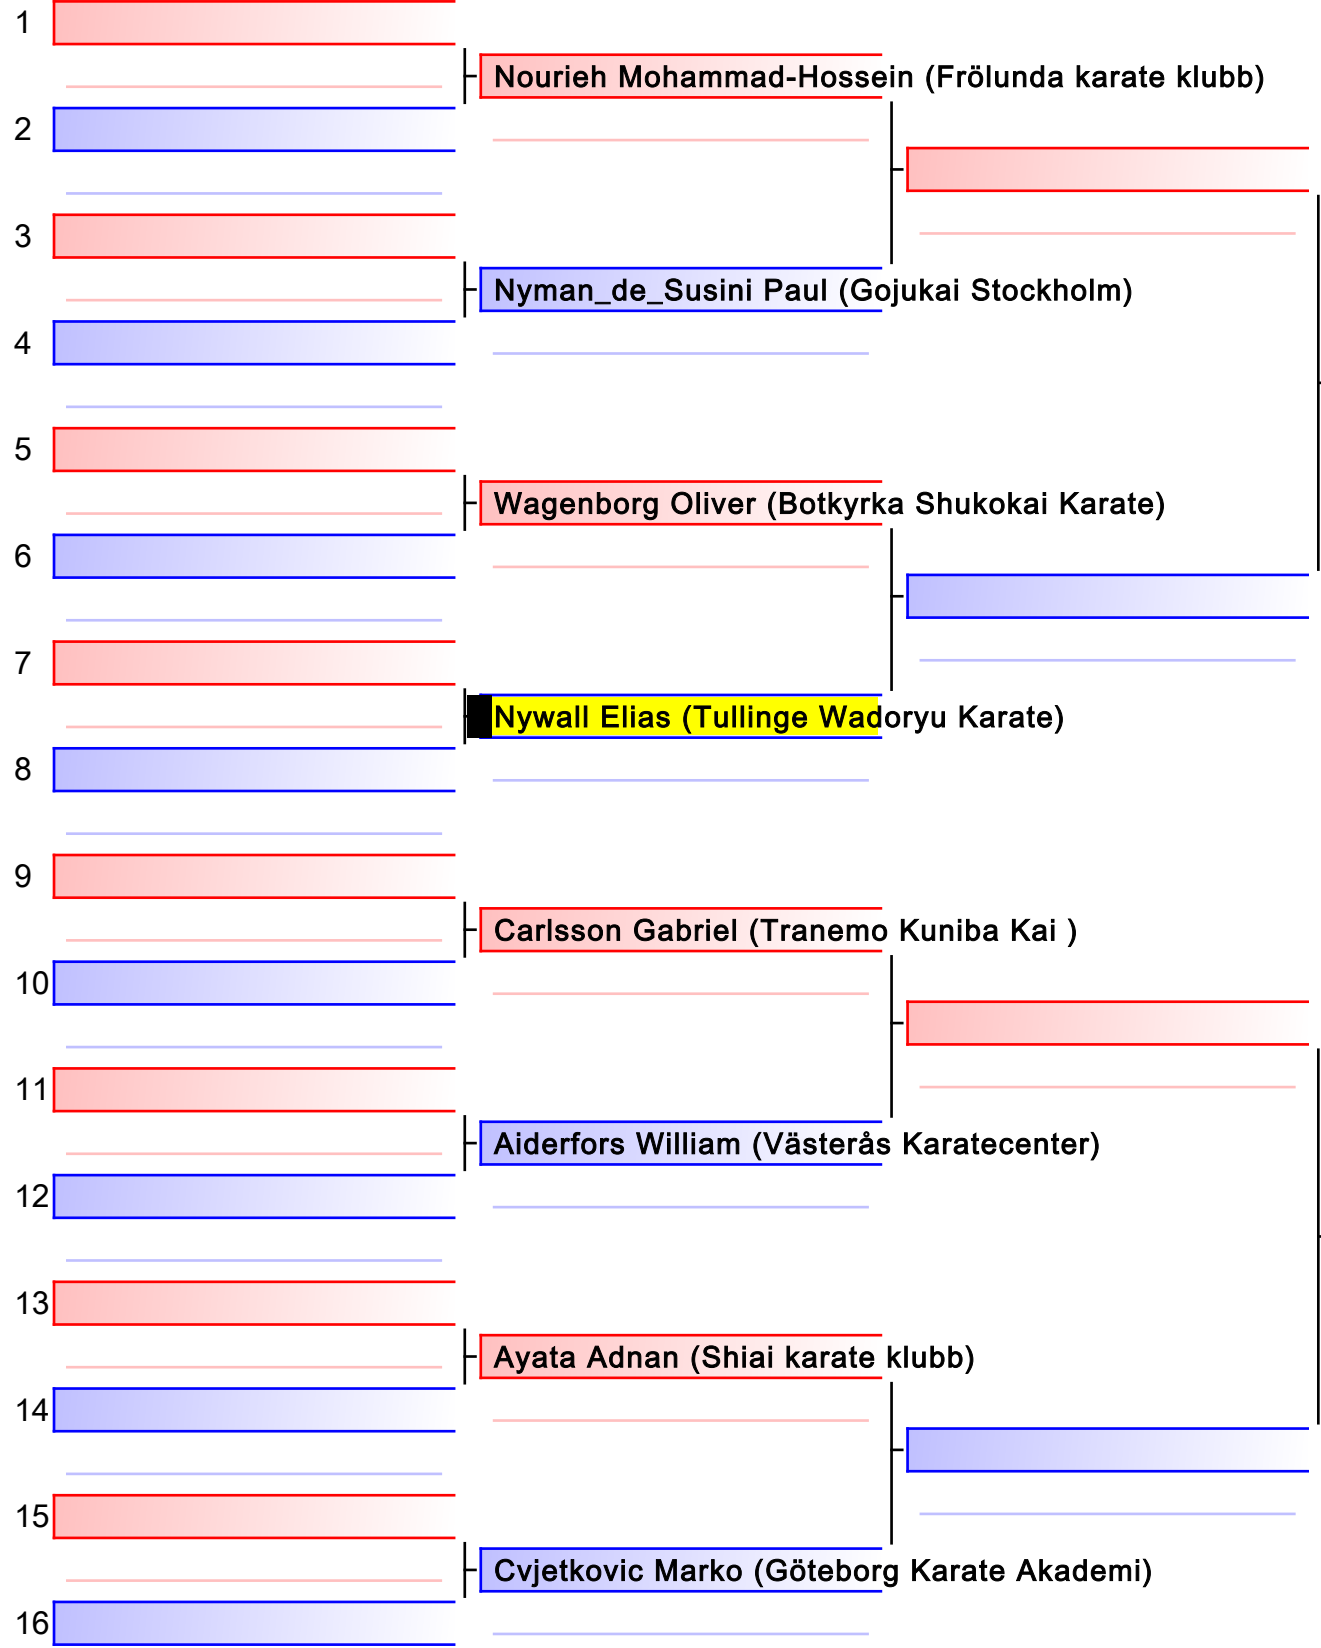 1
Nourieh Mohammad-Hossein (Frölunda karate klubb)
2
3
Nyman_de_Susini Paul (Gojukai Stockholm)
4
5
Wagenborg Oliver (Botkyrka Shukokai Karate)
6
7
Nywall Elias (Tullinge Wadoryu Karate)
8
9
Carlsson Gabriel (Tranemo Kuniba Kai )
10
11
Aiderfors William (Västerås Karatecenter)
12
13
Ayata Adnan (Shiai karate klubb)
14
15
Cvjetkovic Marko (Göteborg Karate Akademi)
16